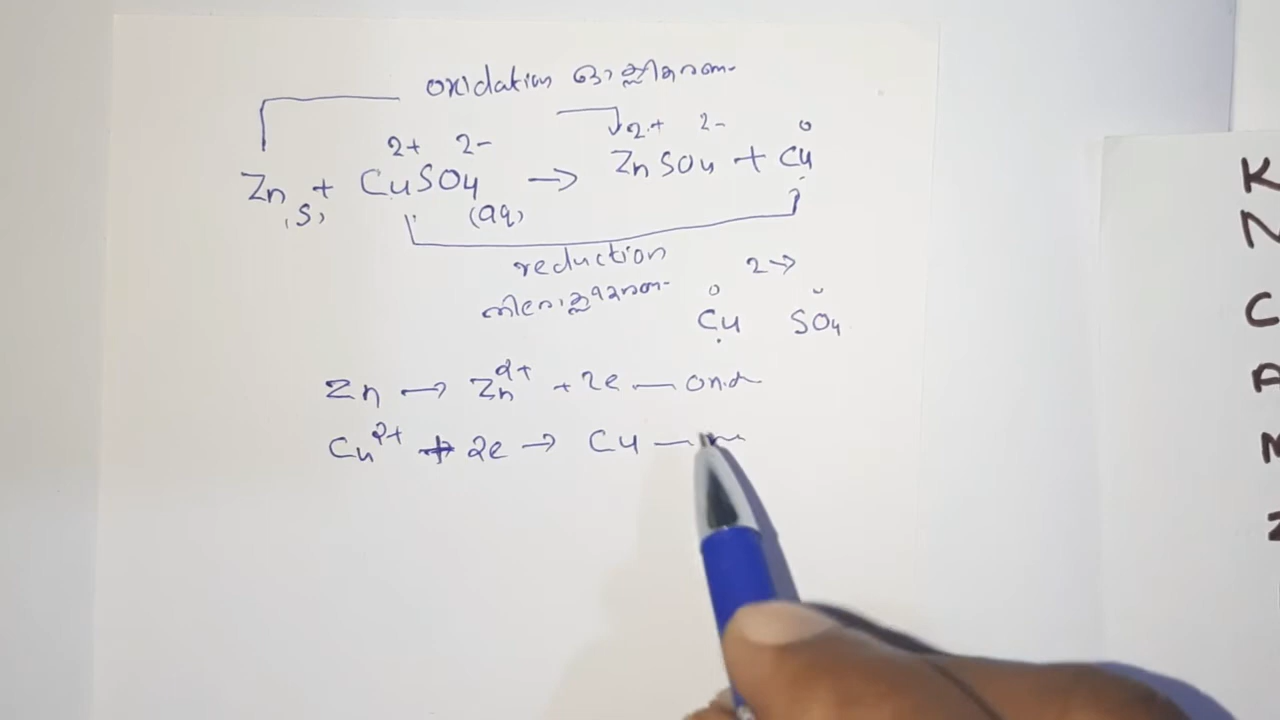 oxidation ഓക്സീകരണം
2+ 2- 2+ 2- 0
Zn(s) + CuSO4(aq) → ZnSO4 + Cu
reduction
നിരോക്സീകരണം
2→
0
Cu SO4
Zn → Zn2+ + 2e —
Cu2+ + 2e → Cu —
K
N
C